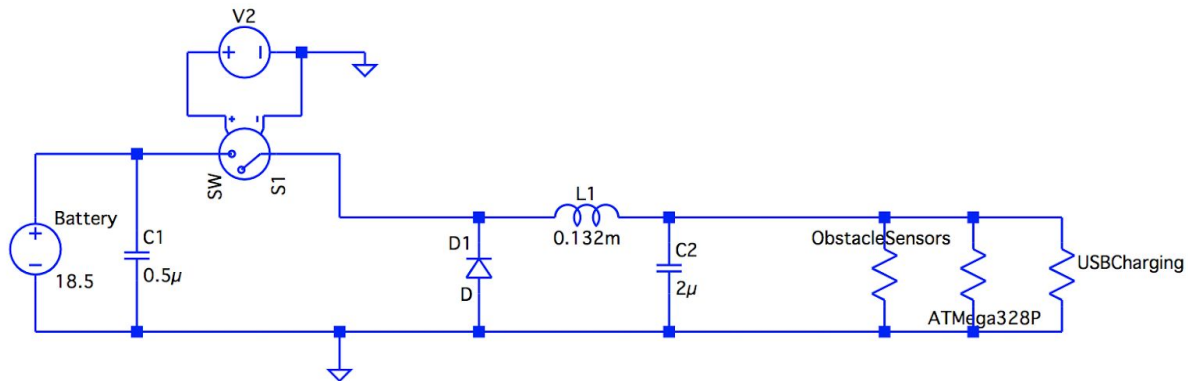 V2
SW
S1
Battery
18.5
C1
0.5µ
D1
D
L1
0.132m
C2
2µ
ObstacleSensors
ATMega328P
USBCharging